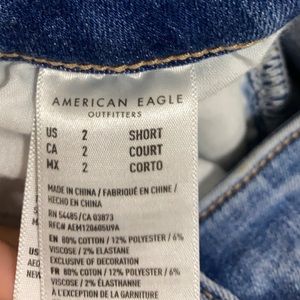 AMERICAN EAGLE
OUTFITTERS
US 2 SHORT
CA 2 COURT
MX 2 CORTO
MADE IN CHINA / FABRIQUÉ EN CHINE /
HECHO EN CHINA
RN 54485/CA 03873
RFC# AEM120605U9A
EN 80% COTTON / 12% POLYESTER / 6%
VISCOSE / 2% ELASTANE
EXCLUSIVE OF DECORATION
FR 80% COTON / 12% POLYESTER / 6%
VISCOSE / 2% ÉLASTHANNE
À L'EXCEPTION DE LA GARNITURE